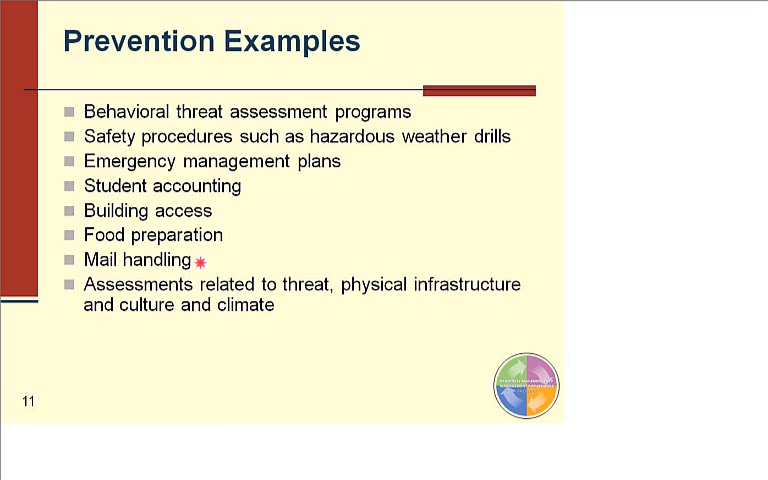 Prevention Examples
Behavioral threat assessment programs
Safety procedures such as hazardous weather drills
Emergency management plans
Student accounting
Building access
Food preparation
Mail handling
Assessments related to threat, physical infrastructure
and culture and climate
11